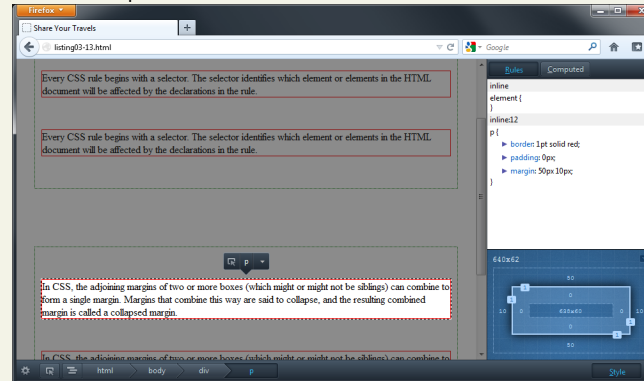 Firefox
Share Your Travels
listing03-13.html
Google
Every CSS rule begins with a selector. The selector identifies which element or elements in the HTML
document will be affected by the declarations in the rule.
Every CSS rule begins with a selector. The selector identifies which element or elements in the HTML
document will be affected by the declarations in the rule.
p
In CSS, the adjoining margins of two or more boxes (which might or might not be siblings) can combine to
form a single margin. Margins that combine this way are said to collapse, and the resulting combined
margin is called a collapsed margin.
In CSS, the adjoining margins of two or more boxes (which might or might not be siblings) can combine to
Rules Computed
inline
element {
}
inline:12
p {
border: 1pt solid red;
padding: 0px;
margin: 50px 10px;
}
640x62
50
1
0
10 1 0 638x60 0 1 10
0
1
50
html body div p
Style